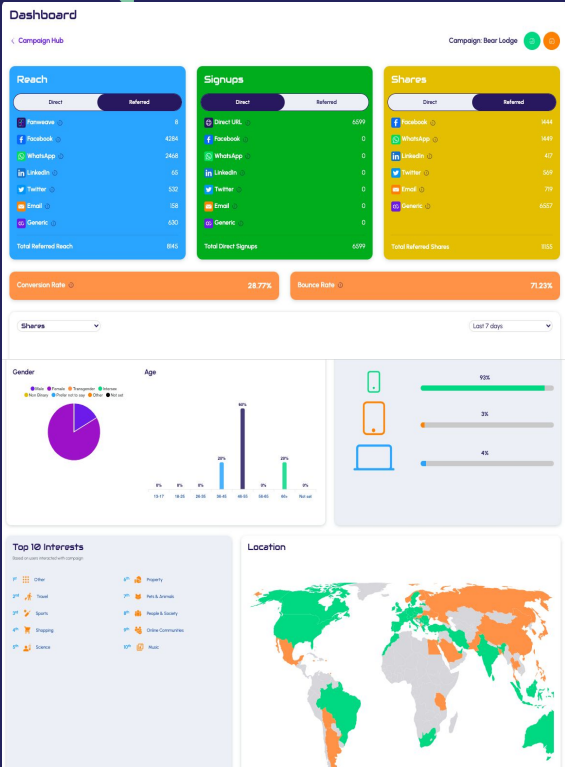 Dashboard
< Campaign Hub
Campaign: Bear Lodge
Reach
Direct Referred
Fanweave 8
Facebook 4284
WhatsApp 2468
LinkedIn 65
Twitter 532
Email 158
Generic 630
Total Referred Reach 8145
Signups
Direct Referred
Direct URL 6599
Facebook 0
WhatsApp 0
LinkedIn 0
Twitter 0
Email 0
Generic 0
Total Direct Signups 6599
Shares
Direct Referred
Facebook 1444
WhatsApp 1449
LinkedIn 417
Twitter 569
Email 719
Generic 6557
Total Referred Shares
Conversion Rate 28.77%
Bounce Rate 71.23%
Shares
Last 7 days
Gender
Male Female Transgender Intersex
Non Binary Prefer not to say Other Not set
Age
60%
20% 20%
0% 0% 0% 0% 0%
13-17 18-25 26-35 36-45 46-55 56-65 66+ Not set
93%
3%
4%
Top 10 Interests
Based on users interacted with campaign
1st Other
2nd Travel
3rd Sports
4th Shopping
5th Science
6th Property
7th Pets & Animals
8th People & Society
9th Online Communities
10th Music
Location